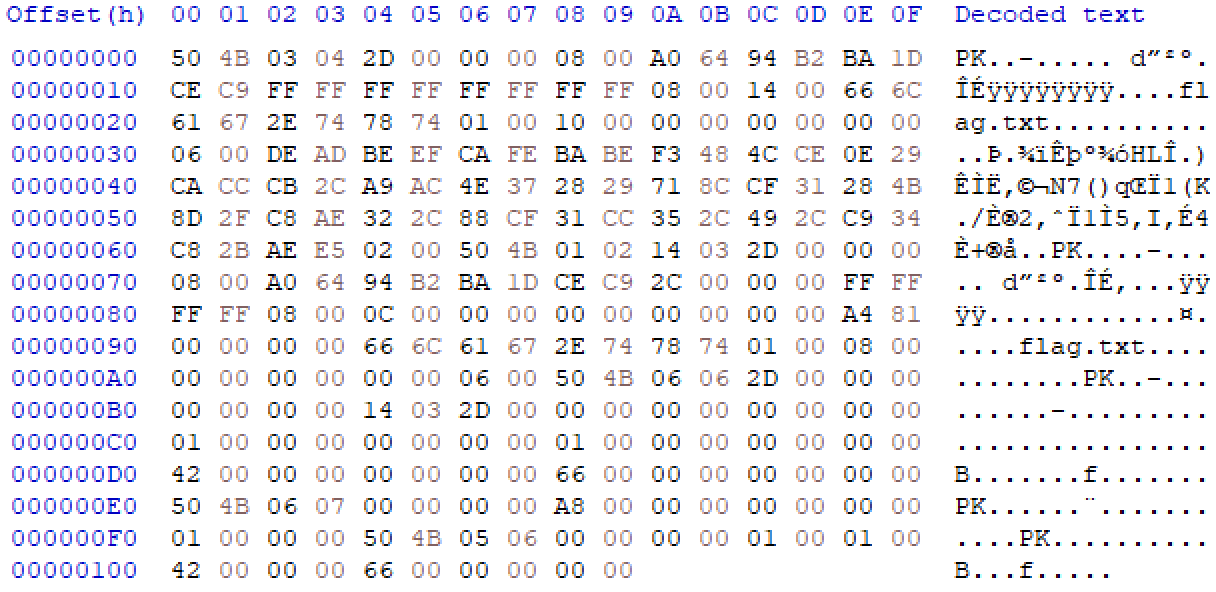 Offset(h) 00 01 02 03 04 05 06 07 08 09 0A 0B 0C 0D 0E 0F Decoded text
00000000 50 4B 03 04 2D 00 00 00 08 00 A0 64 94 B2 BA 1D PK..-..... d”²º.
00000010 CE C9 FF FF FF FF FF FF FF FF 08 00 14 00 66 6C ÎÉÿÿÿÿÿÿÿÿ....fl
00000020 61 67 2E 74 78 74 01 00 10 00 00 00 00 00 00 00 ag.txt..........
00000030 06 00 DE AD BE EF CA FE BA BE F3 48 4C CE 0E 29 ..Þ.¾ïÊþº¾óHLÎ.)
00000040 CA CC CB 2C A9 AC 4E 37 28 29 71 8C CF 31 28 4B ÊÌË,©¬N7()qŒÏ1(K
00000050 8D 2F C8 AE 32 2C 88 CF 31 CC 35 2C 49 2C C9 34 ./È®2,ˆÏ1Ì5,I,É4
00000060 C8 2B AE E5 02 00 50 4B 01 02 14 03 2D 00 00 00 È+®å..PK....-...
00000070 08 00 A0 64 94 B2 BA 1D CE C9 2C 00 00 00 FF FF .. d”²º.ÎÉ,...ÿÿ
00000080 FF FF 08 00 0C 00 00 00 00 00 00 00 00 00 A4 81 ÿÿ............¤.
00000090 00 00 00 00 66 6C 61 67 2E 74 78 74 01 00 08 00 ....flag.txt....
000000A0 00 00 00 00 00 00 06 00 50 4B 06 06 2D 00 00 00 ........PK..-...
000000B0 00 00 00 00 14 03 2D 00 00 00 00 00 00 00 00 00 ......-.........
000000C0 01 00 00 00 00 00 00 00 01 00 00 00 00 00 00 00 ................
000000D0 42 00 00 00 00 00 00 00 66 00 00 00 00 00 00 00 B.......f.......
000000E0 50 4B 06 07 00 00 00 00 A8 00 00 00 00 00 00 00 PK......¨.......
000000F0 01 00 00 00 50 4B 05 06 00 00 00 00 01 00 01 00 ....PK..........
00000100 42 00 00 00 66 00 00 00 00 00 B...f.....